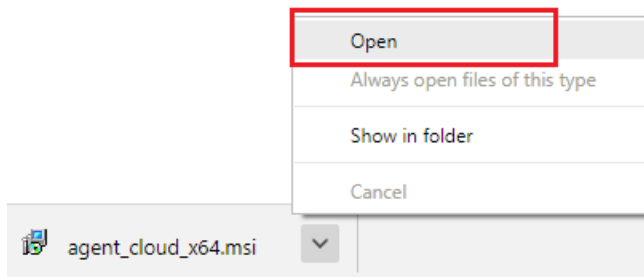 Open
Always open files of this type
Show in folder
Cancel
agent_cloud_x64.msi